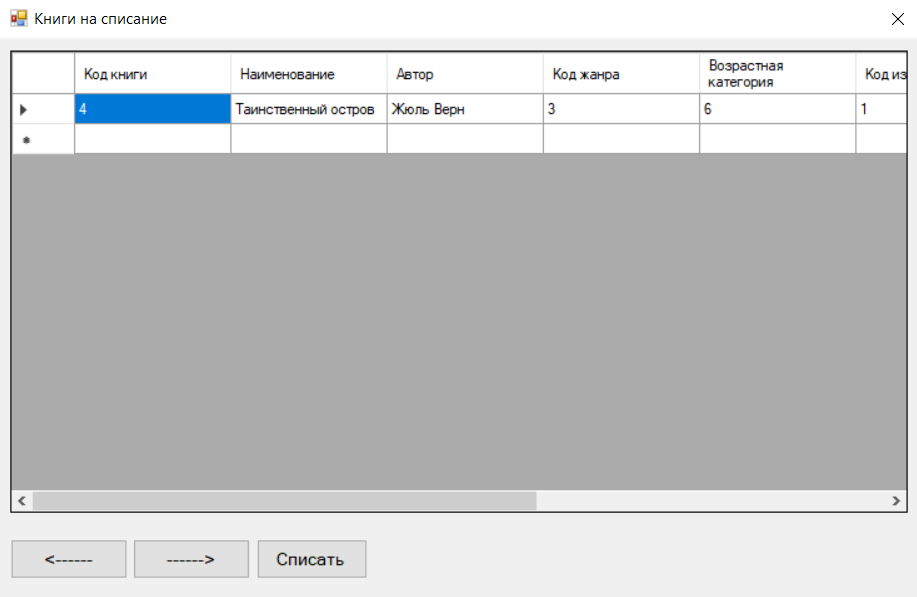 Книги на списание
Код книги Наименование Автор Код жанра Возрастная категория Код из
4 Таинственный остров Жюль Верн 3 6 1
<------ ------> Списать